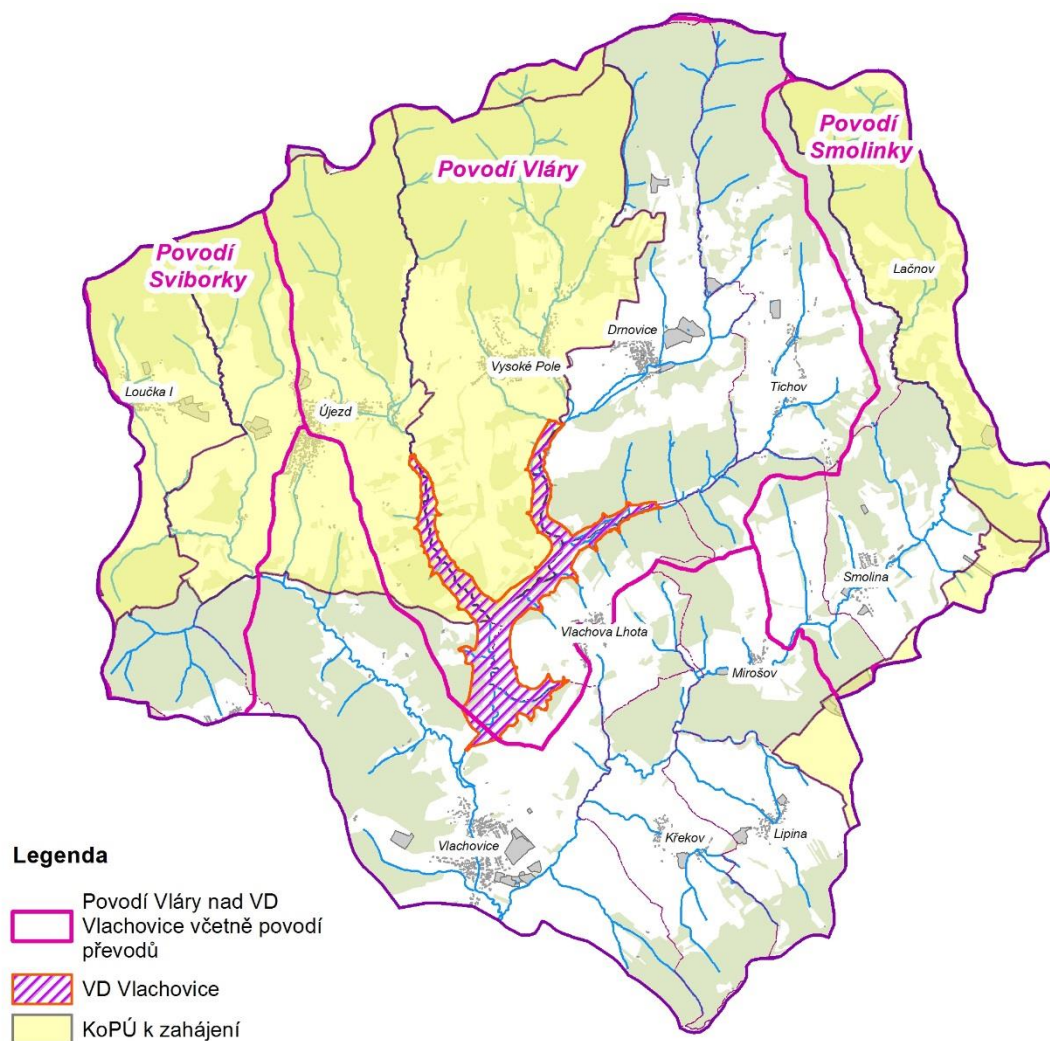 Povodí
Smolinky
Povodí Vláry
Povodí
Sviborky
Lačnov
Drnovice
Vysoké Pole
Loučka I
Tichov
Újezd
Smolina
Vlachova Lhota
Mirošov
Lipina
Křekov
Vlachovice
Legenda
Povodí Vláry nad VD
Vlachovice včetně povodí
převodů
VD Vlachovice
KoPÚ k zahájení